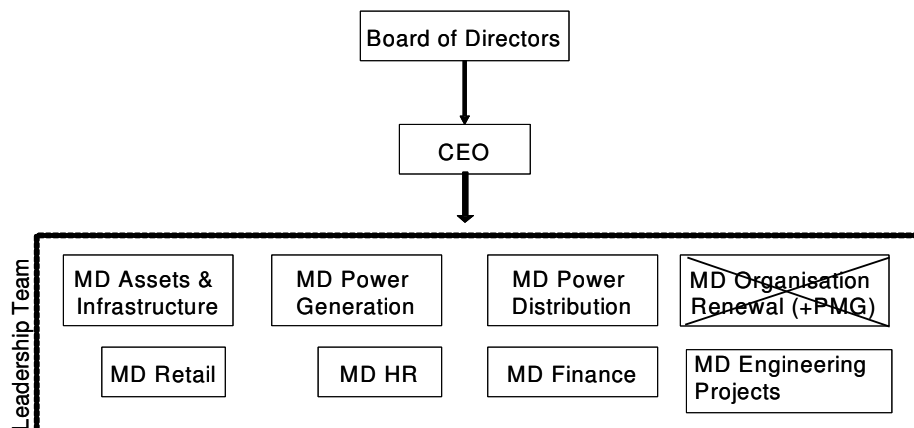 Board of Directors
CEO
Leadership Team
MD Assets &
Infrastructure
MD Power
Generation
MD Power
Distribution
MD Organisation
Renewal (+PMG)
MD Retail
MD HR
MD Finance
MD Engineering
Projects